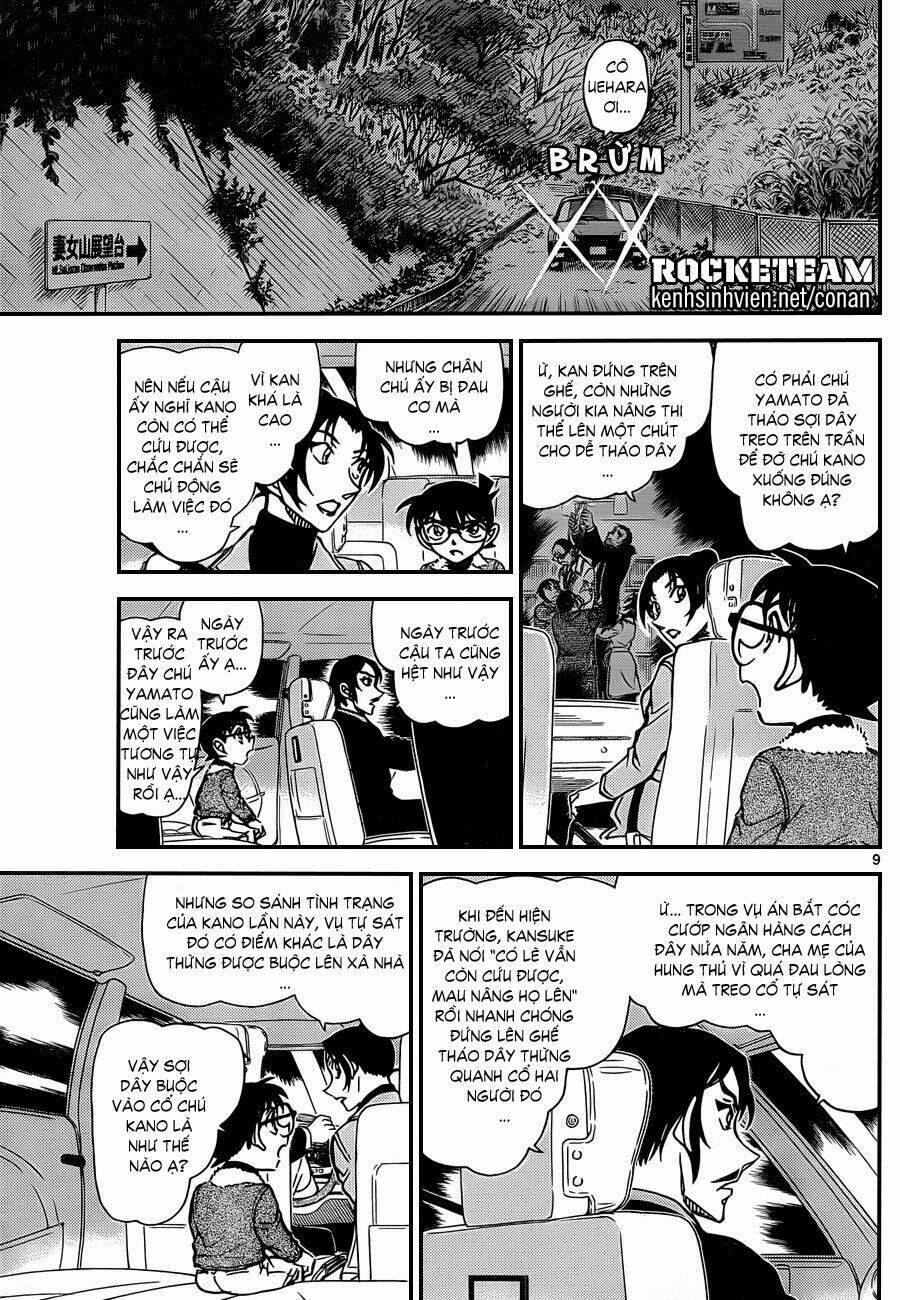 CÔ
UEHARA
ƠI...
BRỪM
妻女山展望台
ROCKETEAM
kenhsinhvien.net/conan
CÓ PHẢI CHÚ
YAMATO ĐÃ
THÁO SỢI DÂY
TREO TRÊN TRẦN
ĐỂ ĐỠ CHÚ KANO
XUỐNG ĐÚNG
KHÔNG Ạ?
Ừ, KAN ĐỨNG TRÊN
GHẾ, CÒN NHỮNG
NGƯỜI KIA NÂNG THI
THỂ LÊN MỘT CHÚT
CHO DỄ THÁO DÂY
...
NHƯNG CHÂN
CHÚ ẤY BỊ ĐAU
CƠ MÀ
...
VÌ KAN
KHÁ LÀ
CAO ...
NÊN NẾU CẬU
ẤY NGHĨ KANO
CÒN CÓ THỂ
CỨU ĐƯỢC,
CHẮC CHẮN SẼ
CHỦ ĐỘNG
LÀM VIỆC ĐÓ
...
NGÀY TRƯỚC
CẬU TA CŨNG
HỆT NHƯ VẬY
...
NGÀY
TRƯỚC
ẤY Ạ...
VẬY RA
TRƯỚC
ĐÂY CHÚ
YAMATO
CŨNG LÀM
MỘT VIỆC
TƯƠNG TỰ
NHƯ VẬY
RỒI Ạ...
9
Ừ... TRONG VỤ ÁN BẮT CÓC
CƯỚP NGÂN HÀNG CÁCH
ĐÂY NỬA NĂM, CHA MẸ CỦA
HUNG THỦ VÌ QUÁ ĐAU LÒNG
MÀ TREO CỔ TỰ SÁT
...
KHI ĐẾN HIỆN
TRƯỜNG, KANSUKE
ĐÃ NÓI "CÓ LẼ VẪN
CÒN CỨU ĐƯỢC,
MAU NÂNG HỌ LÊN"
RỒI NHANH CHÓNG
ĐỨNG LÊN GHẾ
THÁO DÂY THỪNG
QUANH CỔ HAI
NGƯỜI ĐÓ
...
NHƯNG SO SÁNH TÌNH TRẠNG
CỦA KANO LẦN NÀY, VỤ TỰ SÁT
ĐÓ CÓ ĐIỂM KHÁC LÀ DÂY
THỪNG ĐƯỢC BUỘC LÊN XÀ NHÀ
...
VẬY SỢI
DÂY BUỘC
VÀO CỔ CHÚ
KANO LÀ
NHƯ THẾ
NÀO Ạ?